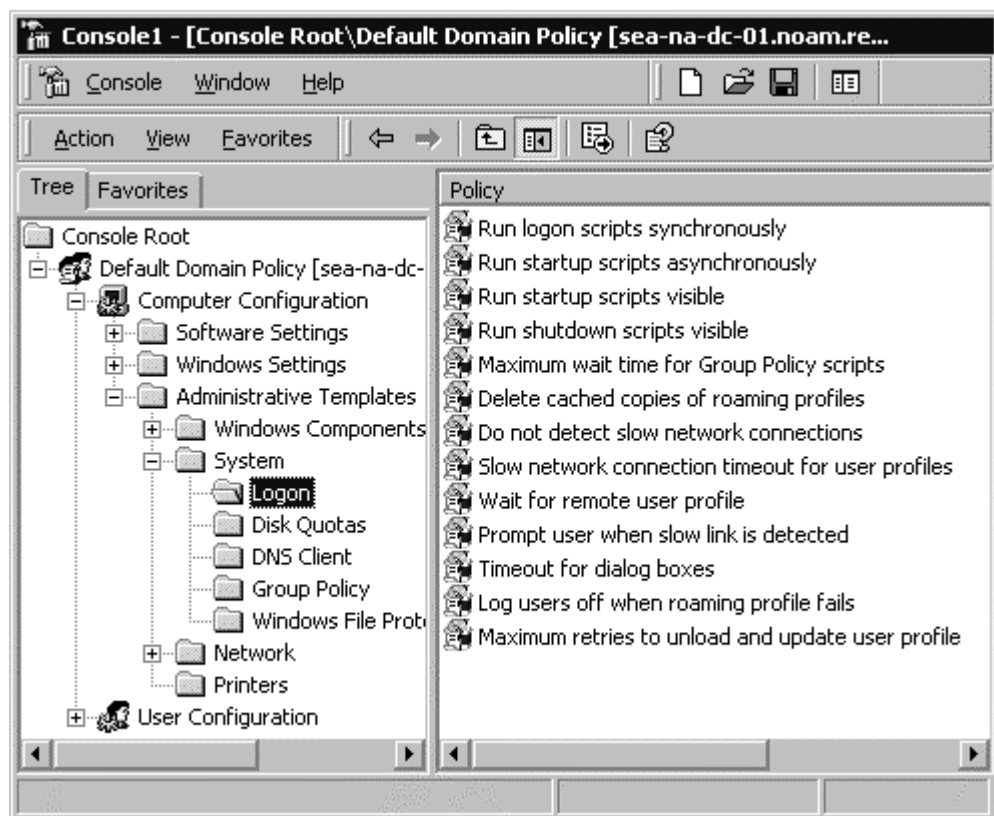 Console1 - [Console Root\Default Domain Policy [sea-na-dc-01.noam.re...
Console Window Help
Action View Favorites
Tree Favorites
Console Root
Default Domain Policy [sea-na-dc-
Computer Configuration
Software Settings
Windows Settings
Administrative Templates
Windows Components
System
Logon
Disk Quotas
DNS Client
Group Policy
Windows File Prot
Network
Printers
User Configuration
Policy
Run logon scripts synchronously
Run startup scripts asynchronously
Run startup scripts visible
Run shutdown scripts visible
Maximum wait time for Group Policy scripts
Delete cached copies of roaming profiles
Do not detect slow network connections
Slow network connection timeout for user profiles
Wait for remote user profile
Prompt user when slow link is detected
Timeout for dialog boxes
Log users off when roaming profile fails
Maximum retries to unload and update user profile